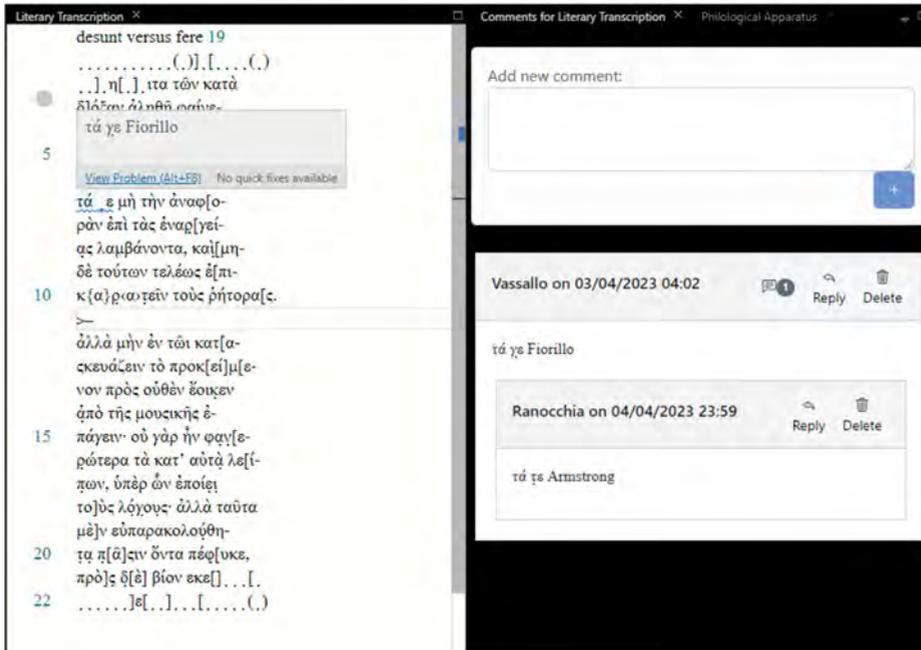 Literary Transcription ×
desunt versus fere 19
. . . . . . . . . . .(.)].[. . . .(.)
. .] η[.] ̣ιτα τῶν κατὰ
δ]όξαν ἀληθῆ φαίνε-
τά γε Fiorillo
5
View Problem (Alt+F8) No quick fixes available
τά ̣ε μὴ τὴν ἀναφ[ο-
ρὰν ἐπὶ τὰς ἐναρ[γεί-
ας λαμβάνοντα, καὶ[μη-
δὲ τούτων τελέως ἐ[πι-
10 κ{α}ρ‹α›τεῖν τοὺς ῥήτορα[ς.
⸐
ἀλλὰ μὴν ἐν τῶι κατ[α-
σκευάζειν τὸ προκ[εί]μ[ε-
νον πρὸς οὐθὲν ἔοικεν
ἀπὸ τῆς μουσικῆς ἐ-
15 πάγειν· οὐ γὰρ ἦν φαν[ε-
ρώτερα τὰ κατ’ αὐτὰ λε[ί-
πων, ὑπὲρ ὧν ἐποίει
το]ὺς λόγους· ἀλλὰ ταῦτα
μὲ]ν εὐπαρακολούθη-
20 τα π[ᾶ]σιν ὄντα πέφ[υκε,
πρὸ]ς δ[ὲ] βίον εκε[] . . .[.
22 . . . . . .]ε[. .]. . .[. . . . .(.)
Comments for Literary Transcription × Philological Apparatus
Add new comment:
+
Vassallo on 03/04/2023 04:02 1 Reply Delete
τά γε Fiorillo
Ranocchia on 04/04/2023 23:59 Reply Delete
τά τε Armstrong